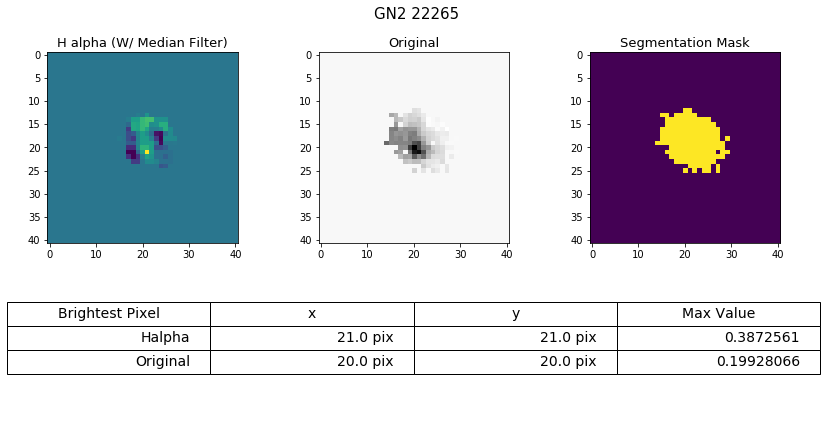 GN2 22265
H alpha (W/ Median Filter) Original Segmentation Mask
0 0 0
5 5 5
10 10 10
15 15 15
20 20 20
25 25 25
30 30 30
35 35 35
40 40 40
0 10 20 30 40 0 10 20 30 40 0 10 20 30 40
Brightest Pixel x y Max Value
Halpha 21.0 pix 21.0 pix 0.3872561
Original 20.0 pix 20.0 pix 0.19928066